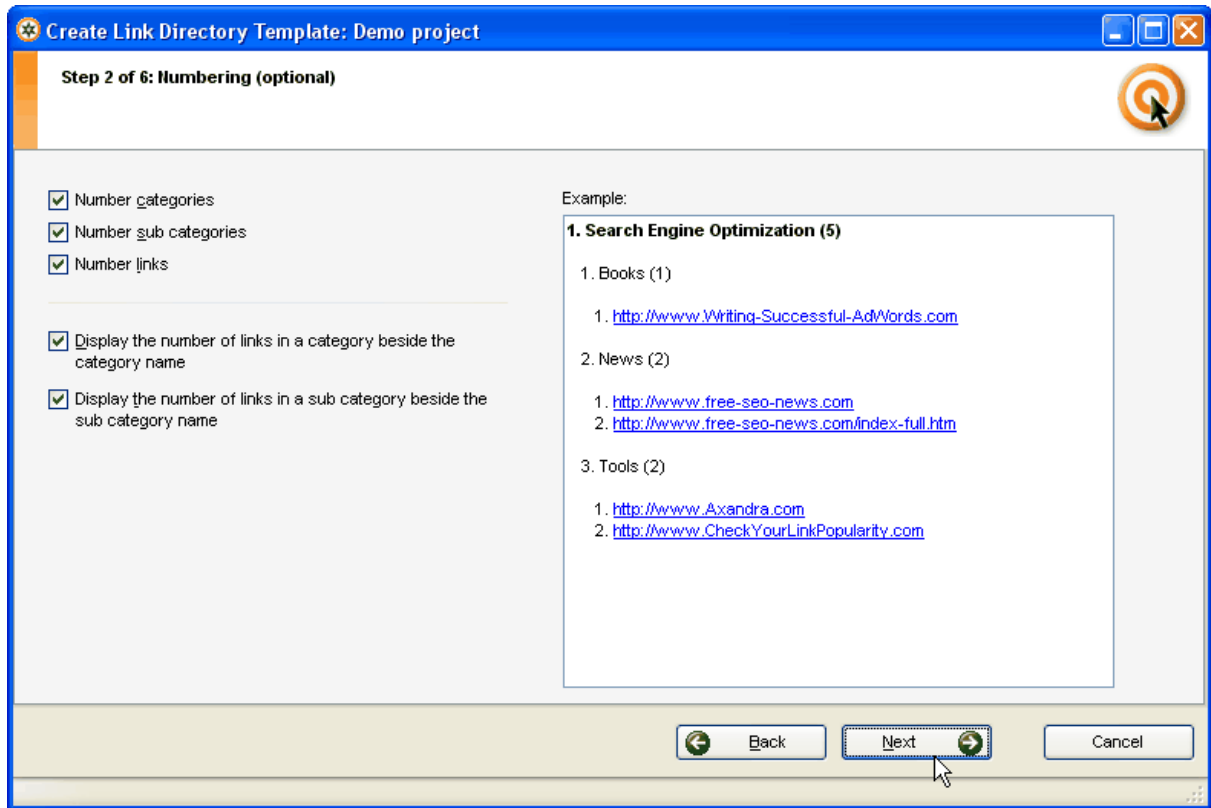 Create Link Directory Template: Demo project
Step 2 of 6: Numbering (optional)
Number categories
Number sub categories
Number links
Display the number of links in a category beside the
category name
Display the number of links in a sub category beside the
sub category name
Example:
1. Search Engine Optimization (5)
1. Books (1)
1. http://www.Writing-Successful-AdWords.com
2. News (2)
1. http://www.free-seo-news.com
2. http://www.free-seo-news.com/index-full.htm
3. Tools (2)
1. http://www.Axandra.com
2. http://www.CheckYourLinkPopularity.com
Back
Next
Cancel